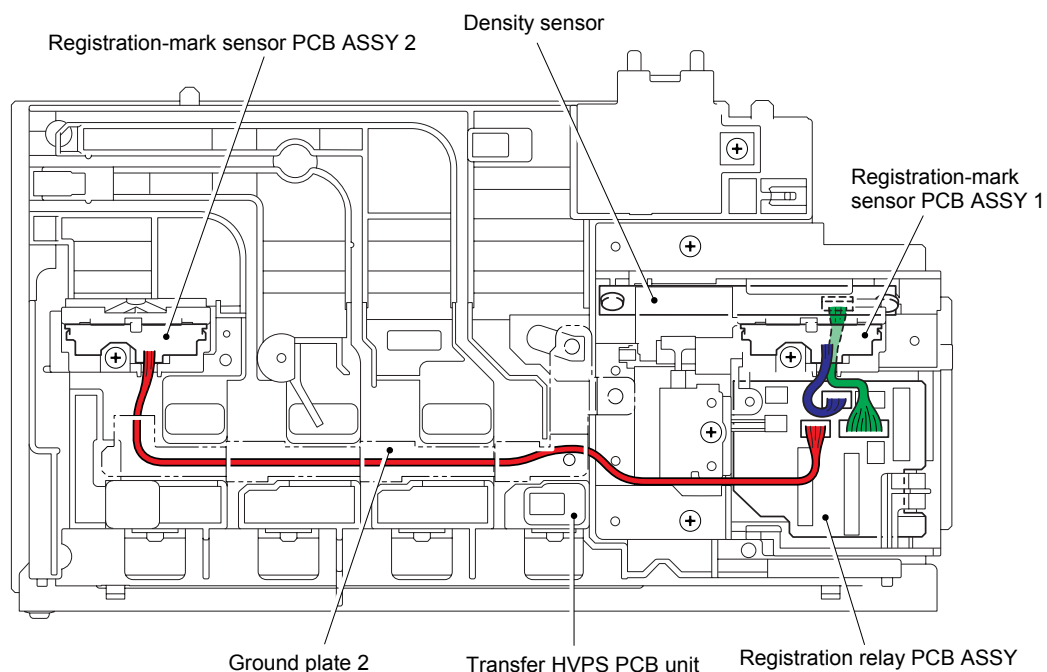 Density sensor
Registration-mark sensor PCB ASSY 2
Registration-mark
sensor PCB ASSY 1
Ground plate 2
Transfer HVPS PCB unit
Registration relay PCB ASSY